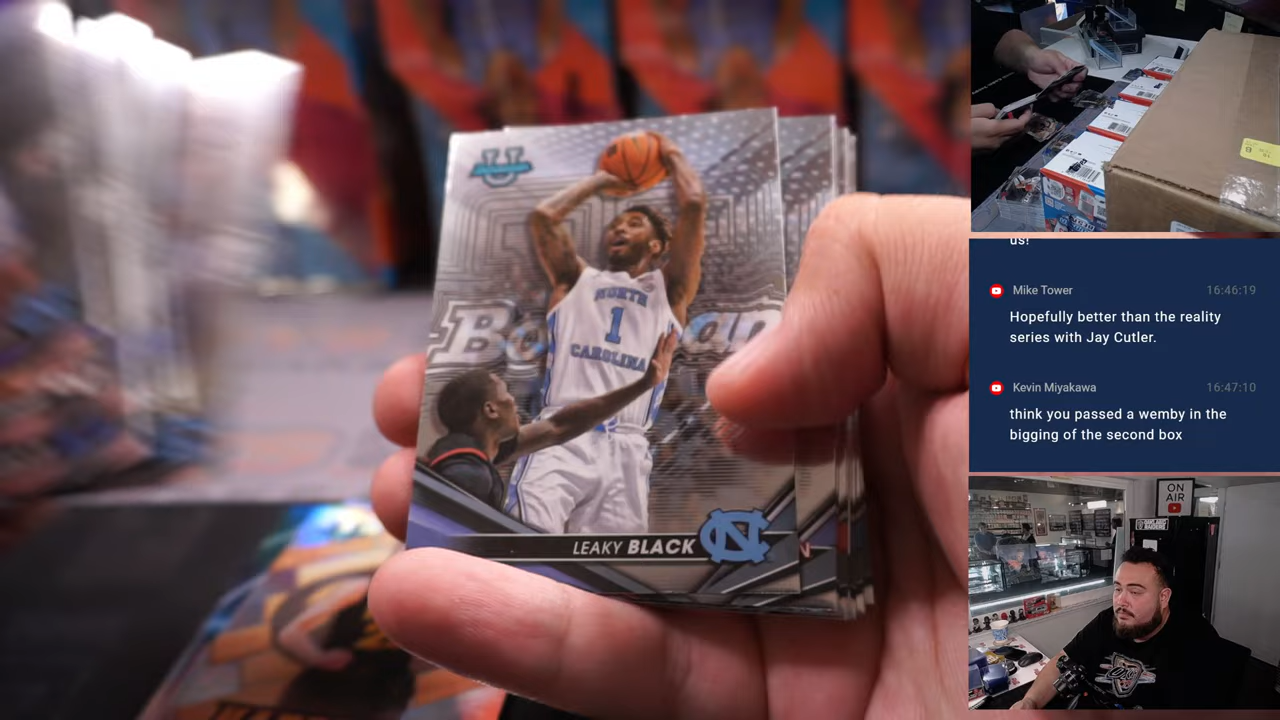 NORTH
1
CAROLINA
LEAKY BLACK
NC
us!
Mike Tower 16:46:19
Hopefully better than the reality
series with Jay Cutler.
Kevin Miyakawa 16:47:10
think you passed a wemby in the
bigging of the second box
ON
AIR